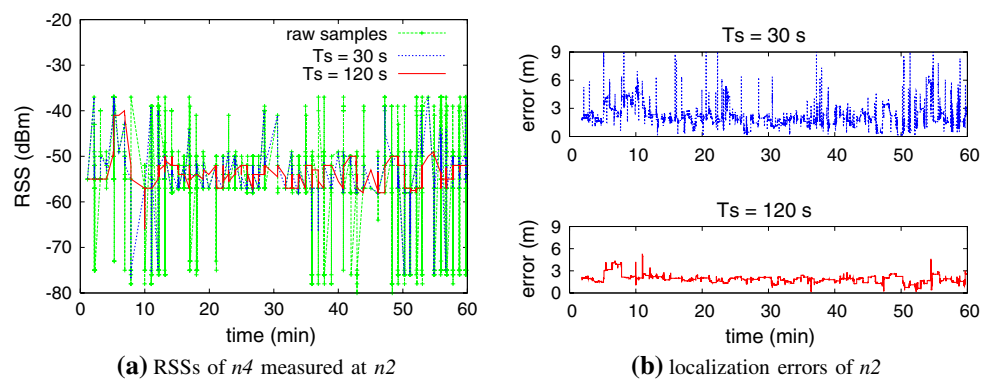 -20
-30
-40
-50
-60
-70
-80
RSS (dBm)
raw samples
Ts = 30 s
Ts = 120 s
0 10 20 30 40 50 60
time (min)
(a) RSSs of n4 measured at n2
Ts = 30 s
9
6
3
0
error (m)
0 10 20 30 40 50 60
Ts = 120 s
9
6
3
0
error (m)
0 10 20 30 40 50 60
time (min)
(b) localization errors of n2